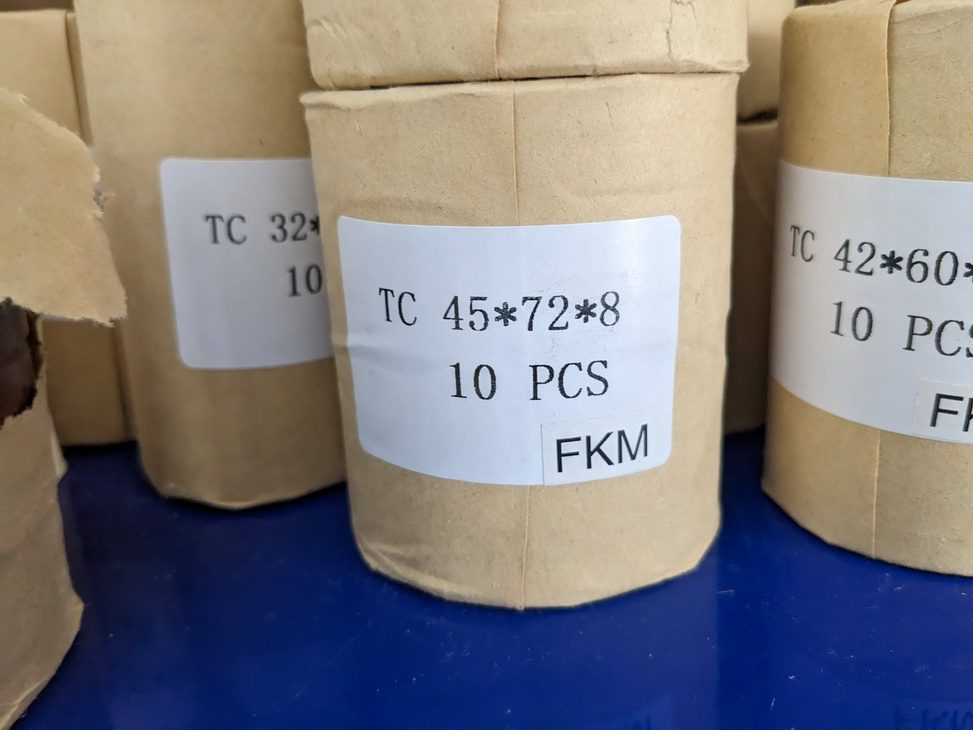 TC 32*
10
TC 45*72*8
10 PCS
FKM
TC 42*60*
10 PCS